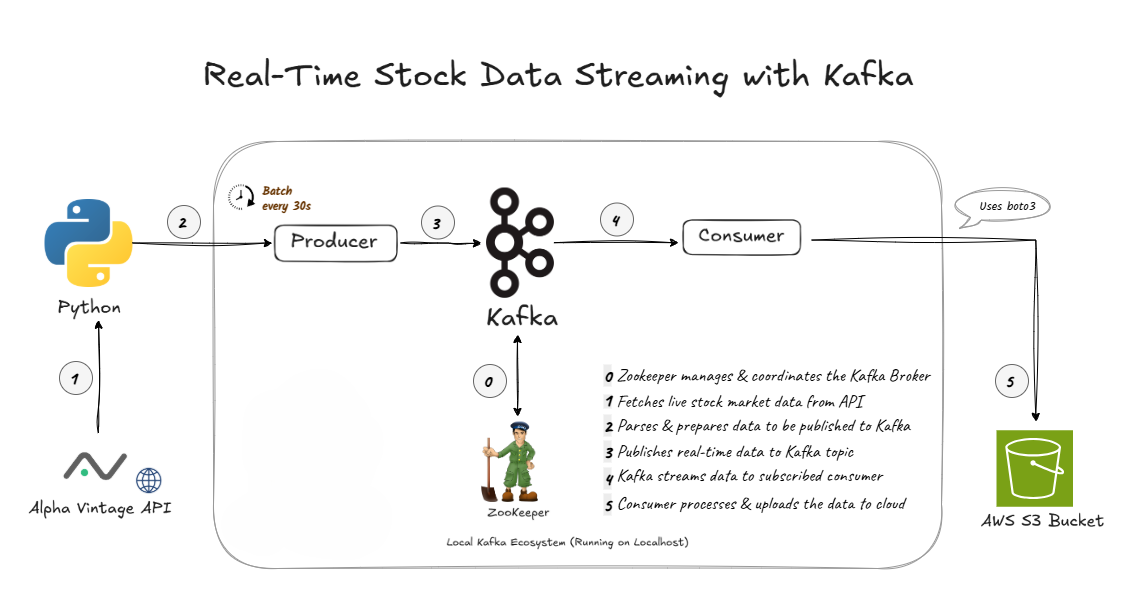 Real-Time Stock Data Streaming with Kafka
Batch
every 30s
Uses boto3
2
3
4
Producer
Consumer
Python
Kafka
1
0
5
0 Zookeeper manages & coordinates the Kafka Broker
1 Fetches live stock market data from API
2 Parses & prepares data to be published to Kafka
3 Publishes real-time data to Kafka topic
4 Kafka streams data to subscribed consumer
5 Consumer processes & uploads the data to cloud
Alpha Vintage API
ZooKeeper
AWS S3 Bucket
Local Kafka Ecosystem (Running on Localhost)